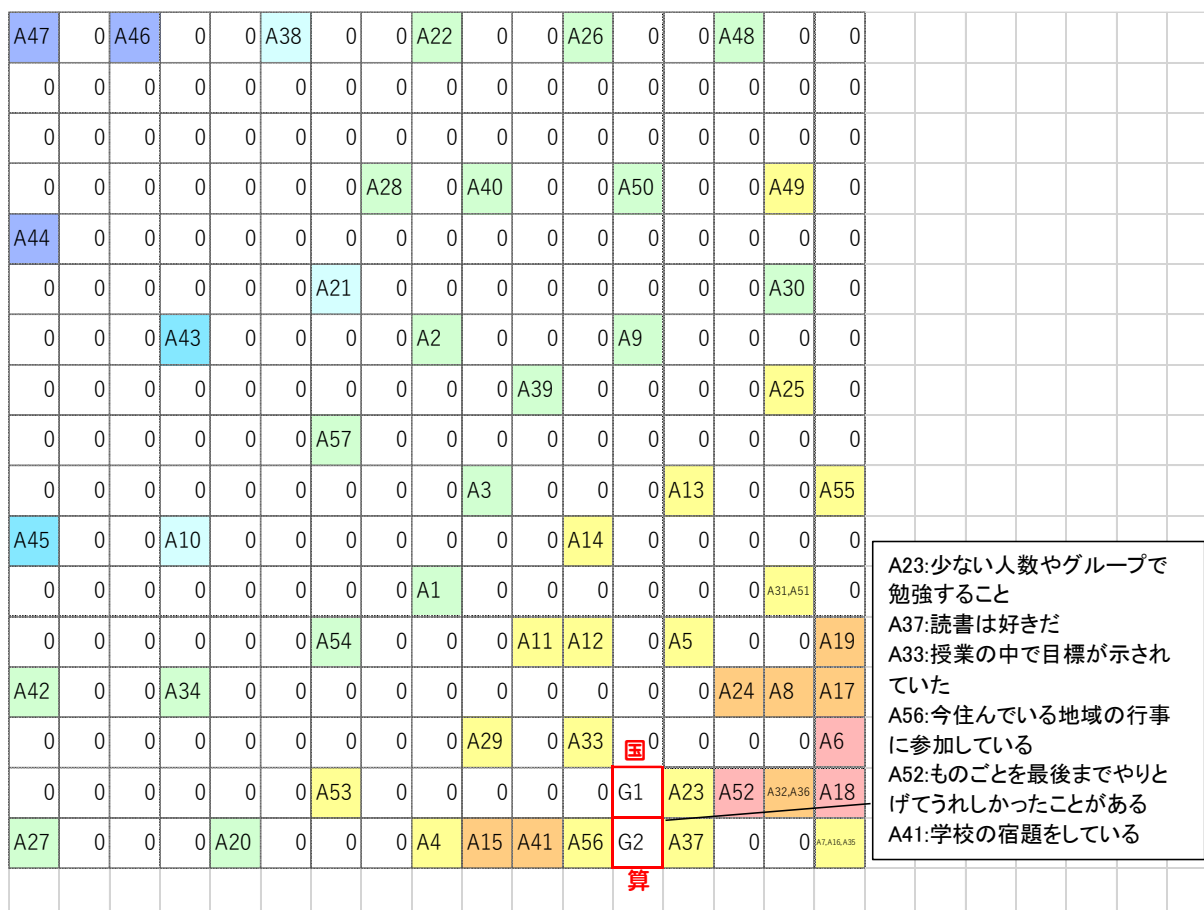 A47 0 A46 0 0 A38 0 0 A22 0 0 A26 0 0 A48 0 0
0 0 0 0 0 0 0 0 0 0 0 0 0 0 0 0 0
0 0 0 0 0 0 0 0 0 0 0 0 0 0 0 0 0
0 0 0 0 0 0 0 A28 0 A40 0 0 A50 0 0 A49 0
A44 0 0 0 0 0 0 0 0 0 0 0 0 0 0 0 0
0 0 0 0 0 0 A21 0 0 0 0 0 0 0 0 A30 0
0 0 0 A43 0 0 0 0 A2 0 0 0 A9 0 0 0 0
0 0 0 0 0 0 0 0 0 0 A39 0 0 0 0 A25 0
0 0 0 0 0 0 A57 0 0 0 0 0 0 0 0 0 0
0 0 0 0 0 0 0 0 0 A3 0 0 0 A13 0 0 A55
A45 0 0 A10 0 0 0 0 0 0 0 A14 0 0 0 0 0
0 0 0 0 0 0 0 0 A1 0 0 0 0 0 0 A31,A51 0
0 0 0 0 0 0 A54 0 0 0 A11 A12 0 A5 0 0 A19
A42 0 0 A34 0 0 0 0 0 0 0 0 0 0 A24 A8 A17
0 0 0 0 0 0 0 0 0 A29 0 A33 国 0 0 0 0 A6
0 0 0 0 0 0 A53 0 0 0 0 0 G1 A23 A52 A32,A36 A18
A27 0 0 0 A20 0 0 0 A4 A15 A41 A56 G2 A37 0 0 A7,A16,A35
算
A23:少ない人数やグループで
勉強すること
A37:読書は好きだ
A33:授業の中で目標が示され
ていた
A56:今住んでいる地域の行事
に参加している
A52:ものごとを最後までやりと
げてうれしかったことがある
A41:学校の宿題をしている